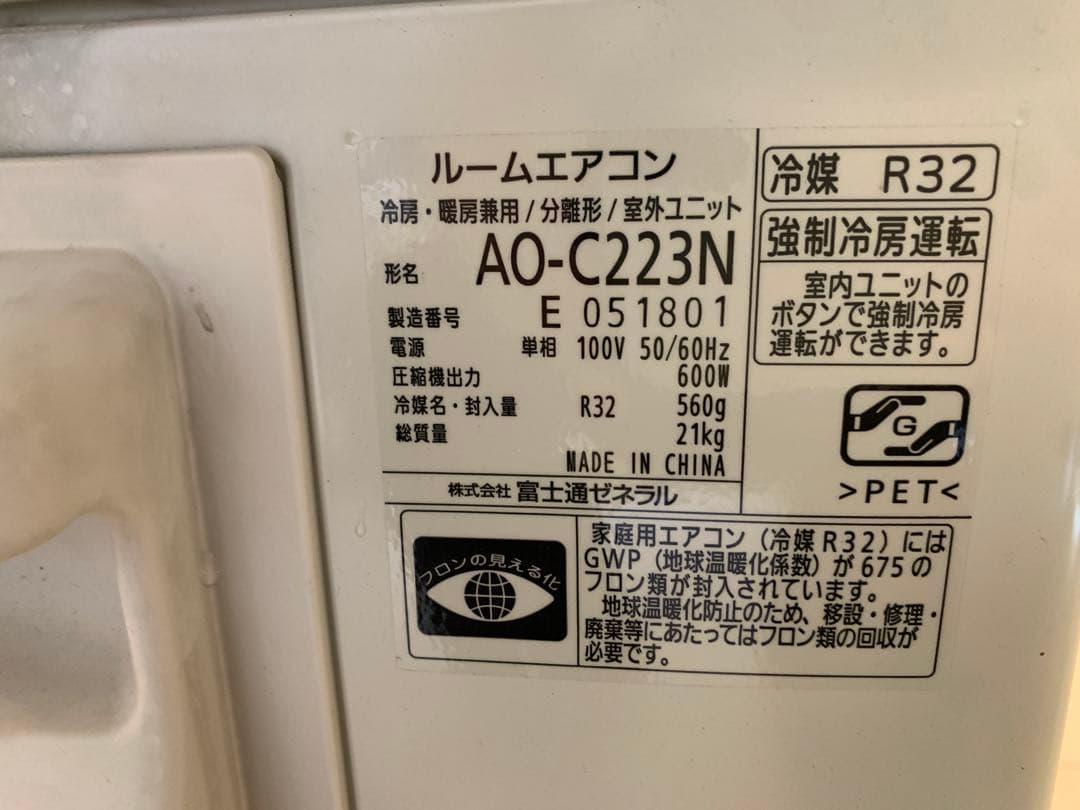 ルームエアコン
冷房・暖房兼用/分離形/室外ユニット
形名 AO-C223N
製造番号 E 051801
電源 単相 100V 50/60Hz
圧縮機出力 600W
冷媒名・封入量 R32 560g
総質量 21kg
MADE IN CHINA
株式会社 富士通ゼネラル
冷媒 R32
強制冷房運転
室内ユニットの
ボタンで強制冷房
運転ができます。
G
>PET<
フロンの見える化
家庭用エアコン（冷媒R32）には
GWP（地球温暖化係数）が675の
フロン類が封入されています。
地球温暖化防止のため、移設・修理・
廃棄等にあたってはフロン類の回収が
必要です。